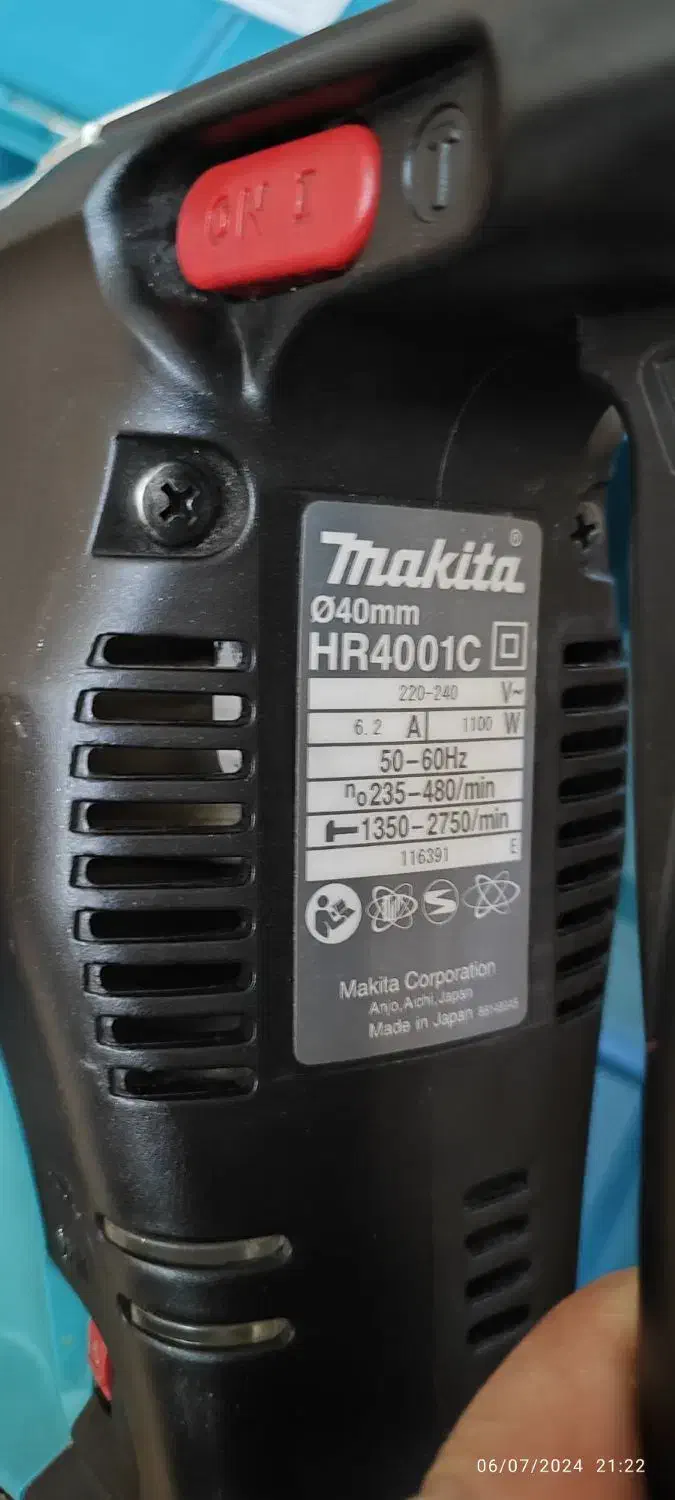 ON I
makita®
Ø40mm
HR4001C
220-240 V~
6.2 A 1100 W
50-60Hz
n₀235-480/min
1350-2750/min
116391 E
Makita Corporation
Anjo, Aichi, Japan
Made in Japan
06/07/2024 21:22